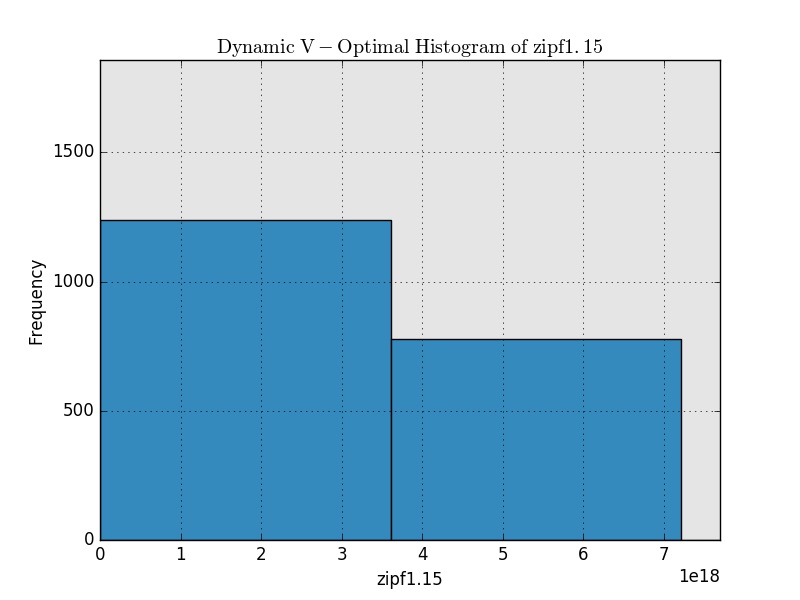 Dynamic V − Optimal Histogram of zipf1.15
1500
1000
500
0
Frequency
0 1 2 3 4 5 6 7
1e18
zipf1.15